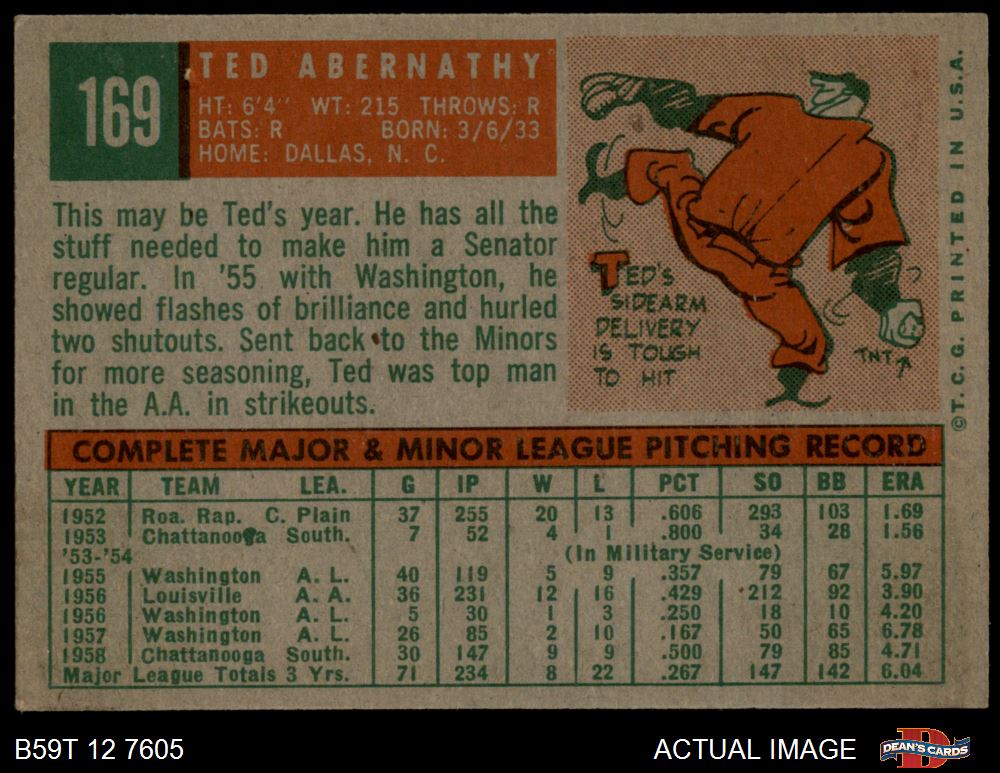 169
TED ABERNATHY
HT: 6'4" WT: 215 THROWS: R
BATS: R BORN: 3/6/33
HOME: DALLAS, N. C.
This may be Ted's year. He has all the
stuff needed to make him a Senator
regular. In '55 with Washington, he
showed flashes of brilliance and hurled
two shutouts. Sent back to the Minors
for more seasoning, Ted was top man
in the A.A. in strikeouts.
TED'S
SIDEARM
DELIVERY
IS TOUGH
TO HIT
TNT
© T. C. G. PRINTED IN U.S.A.
COMPLETE MAJOR & MINOR LEAGUE PITCHING RECORD
YEAR TEAM LEA. G IP W L PCT SO BB ERA
1952 Roa. Rap. C. Plain 37 255 20 13 .606 293 103 1.69
1953 Chattanooga South. 7 52 4 1 .800 34 28 1.56
'53-'54 (In Military Service)
1955 Washington A. L. 40 119 5 9 .357 79 67 5.97
1956 Louisville A. A. 36 231 12 16 .429 212 92 3.90
1956 Washington A. L. 5 30 1 3 .250 18 10 4.20
1957 Washington A. L. 26 85 2 10 .167 50 65 6.78
1958 Chattanooga South. 30 147 9 9 .500 79 85 4.71
Major League Totals 3 Yrs. 71 234 8 22 .267 147 142 6.04
B59T 12 7605
ACTUAL IMAGE
DEAN'S CARDS